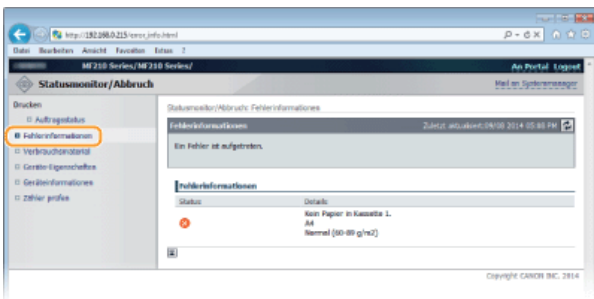 http://192.168.0.215/error_info.html
Datei Bearbeiten Ansicht Favoriten Extras ?
MF210 Series/MF210 Series/
An Portal Logout
Statusmonitor/Abbruch
Mail an Systemmanager
Drucken
Auftragsstatus
Fehlerinformationen
Verbrauchsmaterial
Geräte-Eigenschaften
Geräteinformationen
Zähler prüfen
Statusmonitor/Abbruch: Fehlerinformationen
Fehlerinformationen
Zuletzt aktualisiert:09/08 2014 05:88 PM
Ein Fehler ist aufgetreten.
Fehlerinformationen
Status Details
Kein Papier in Kassette 1.
A4
Normal (60-89 g/m2)
Copyright CANON INC. 2014